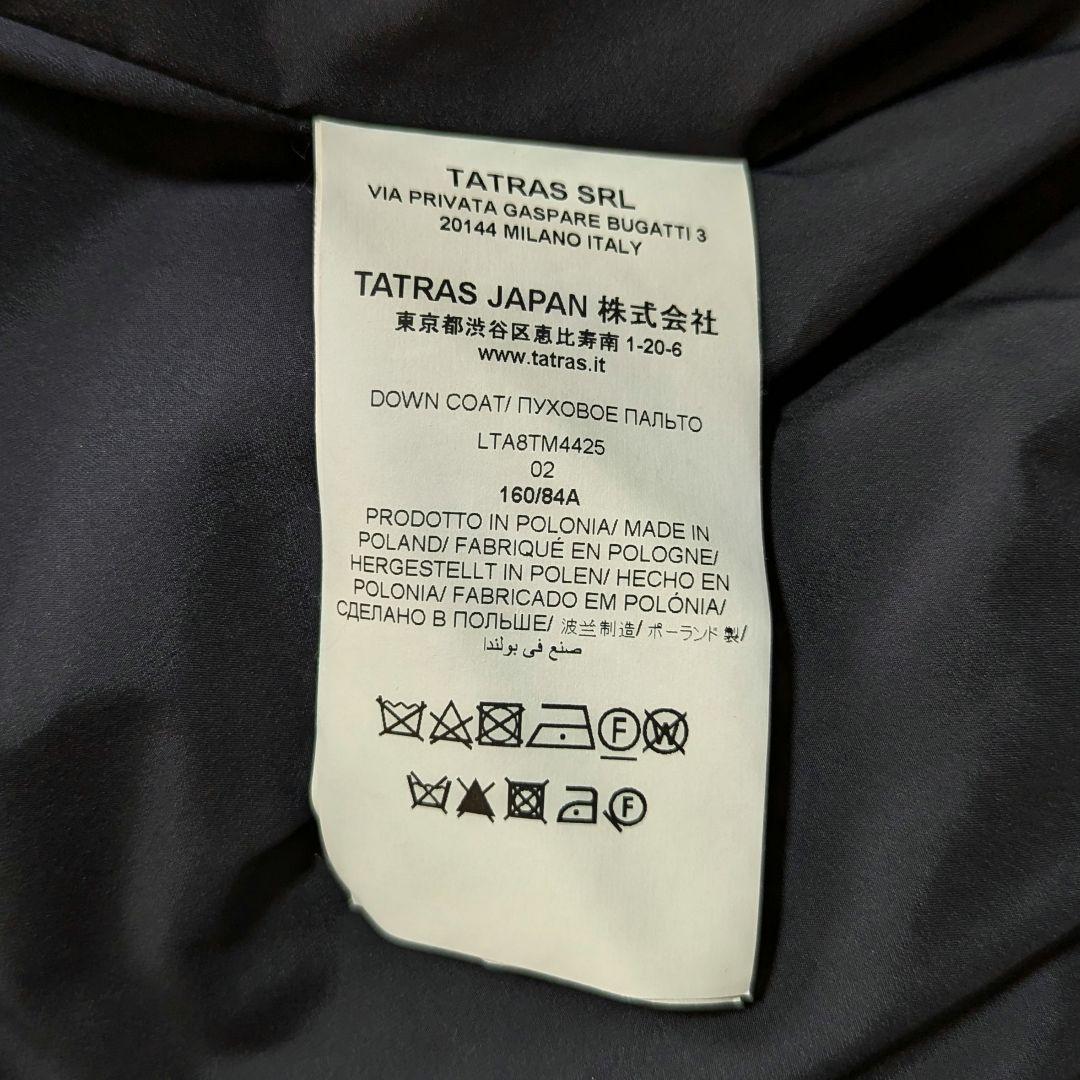 TATRAS SRL
VIA PRIVATA GASPARE BUGATTI 3
20144 MILANO ITALY
TATRAS JAPAN 株式会社
東京都渋谷区恵比寿南 1-20-6
www.tatras.it
DOWN COAT/ ПУХОВОЕ ПАЛЬТО
LTA8TM4425
02
160/84A
PRODOTTO IN POLONIA/ MADE IN
POLAND/ FABRIQUÉ EN POLOGNE/
HERGESTELLT IN POLEN/ HECHO EN
POLONIA/ FABRICADO EM POLÓNIA/
СДЕЛАНО В ПОЛЬШЕ/ 波兰制造/ ポーランド製/
صنع في بولندا
F W
F